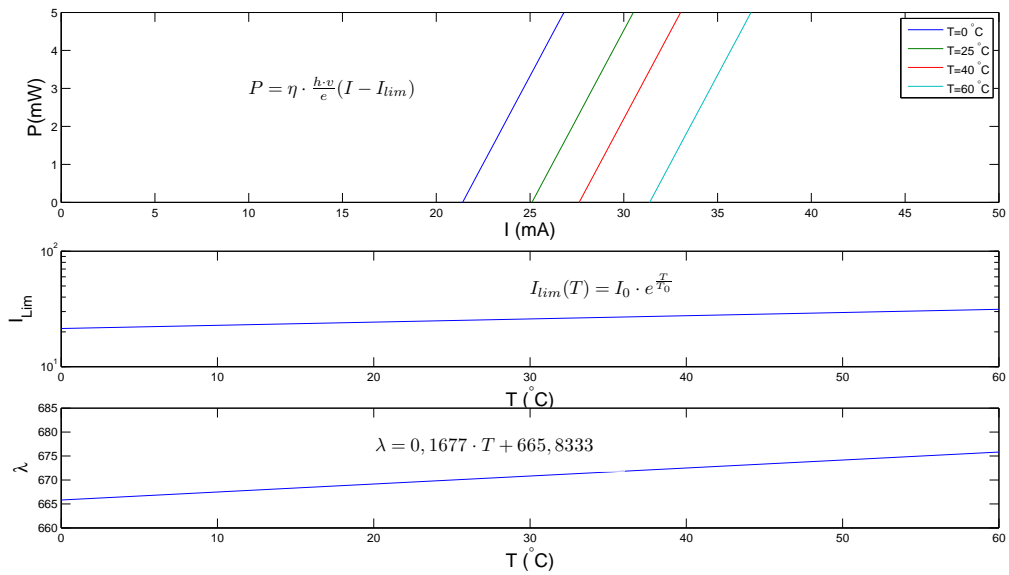 5
4
3
2
1
0
P(mW)
P = η · h·v/e (I − I_lim)
T=0 °C
T=25 °C
T=40 °C
T=60 °C
0 5 10 15 20 25 30 35 40 45 50
I (mA)
10^2
10^1
I_Lim
I_lim(T) = I_0 · e^(T/T_0)
0 10 20 30 40 50 60
T (°C)
685
680
675
670
665
660
λ
λ = 0, 1677 · T + 665, 8333
0 10 20 30 40 50 60
T (°C)